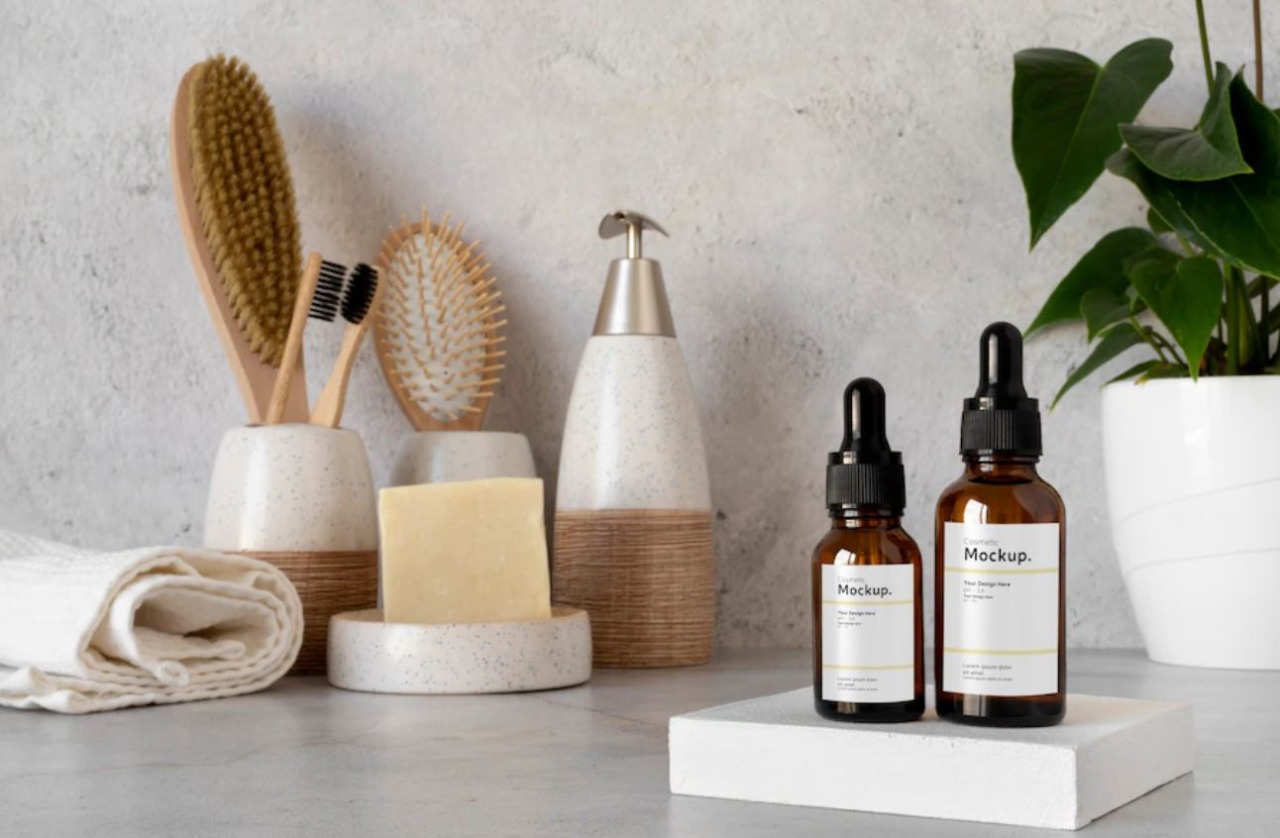 Cosmetic
Mockup.
Your Design Here
Lorem ipsum dolor
sit amet
Cosmetic
Mockup.
Your Design Here
Lorem ipsum dolor
sit amet